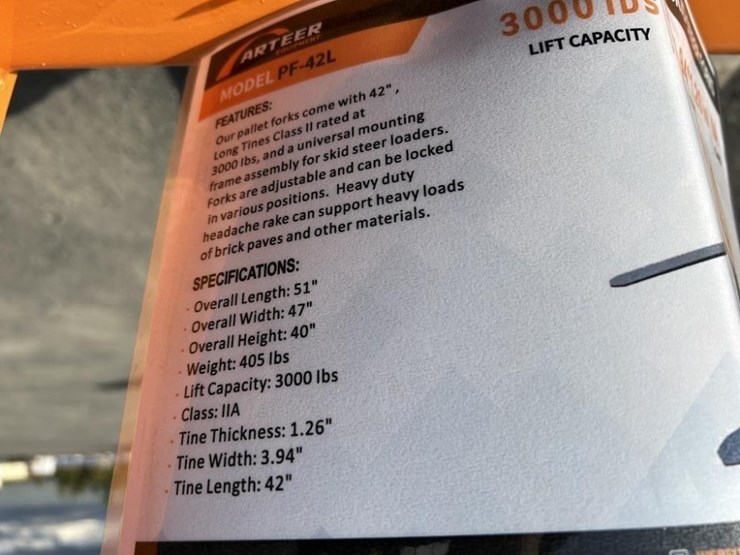 ARTEER
EQUIPMENT
MODEL PF-42L
3000 lbs
LIFT CAPACITY
FEATURES:
Our pallet forks come with 42",
Long Tines Class II rated at
3000 lbs, and a universal mounting
frame assembly for skid steer loaders.
Forks are adjustable and can be locked
in various positions. Heavy duty
headache rake can support heavy loads
of brick paves and other materials.
SPECIFICATIONS:
· Overall Length: 51"
· Overall Width: 47"
· Overall Height: 40"
· Weight: 405 lbs
· Lift Capacity: 3000 lbs
· Class: IIA
· Tine Thickness: 1.26"
· Tine Width: 3.94"
· Tine Length: 42"